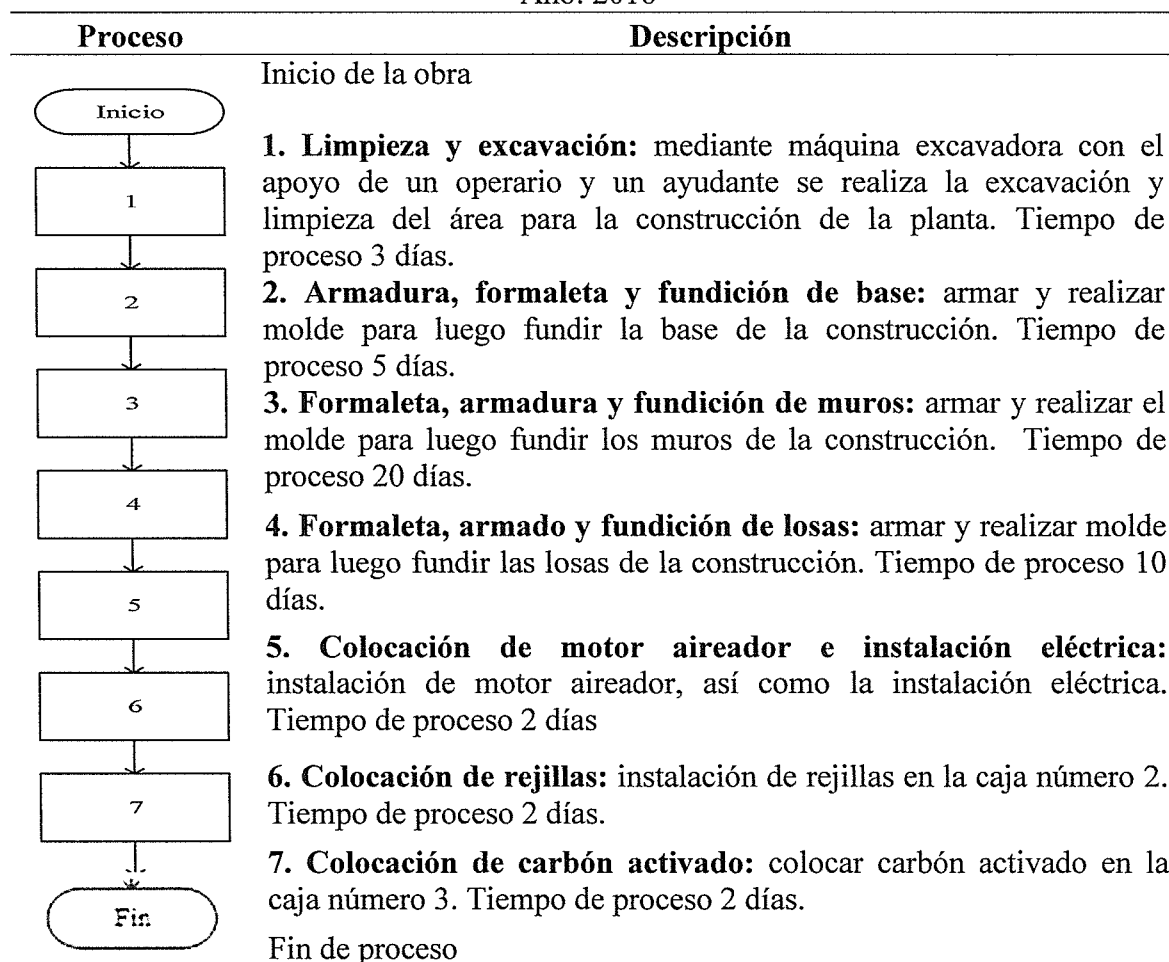 Proceso Descripción
Inicio de la obra
Inicio
1. Limpieza y excavación: mediante máquina excavadora con el
apoyo de un operario y un ayudante se realiza la excavación y
1
limpieza del área para la construcción de la planta. Tiempo de
proceso 3 días.
2. Armadura, formaleta y fundición de base: armar y realizar
2
molde para luego fundir la base de la construcción. Tiempo de
proceso 5 días.
3. Formaleta, armadura y fundición de muros: armar y realizar el
3
molde para luego fundir los muros de la construcción. Tiempo de
proceso 20 días.
4
4. Formaleta, armado y fundición de losas: armar y realizar molde
para luego fundir las losas de la construcción. Tiempo de proceso 10
días.
5
5. Colocación de motor aireador e instalación eléctrica:
instalación de motor aireador, así como la instalación eléctrica.
6
Tiempo de proceso 2 días
6. Colocación de rejillas: instalación de rejillas en la caja número 2.
7
Tiempo de proceso 2 días.
7. Colocación de carbón activado: colocar carbón activado en la
caja número 3. Tiempo de proceso 2 días.
Fin
Fin de proceso